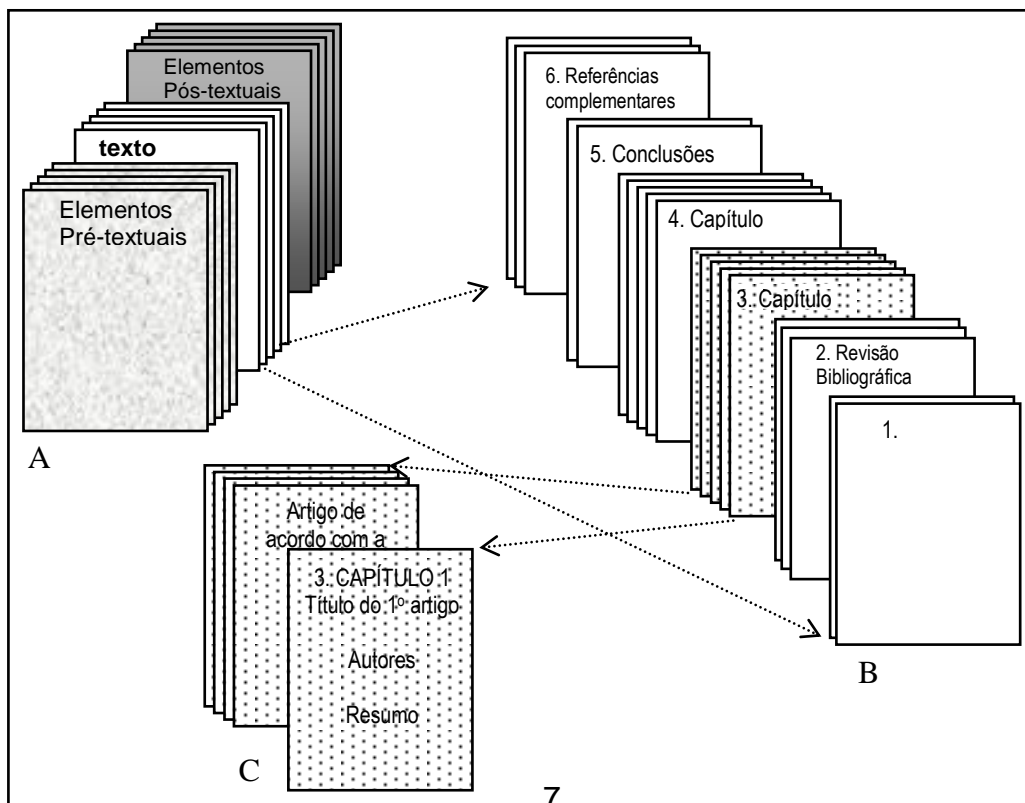 Elementos
Pós-textuais
texto
Elementos
Pré-textuais
A
6. Referências
complementares
5. Conclusões
4. Capítulo
3. Capítulo
2. Revisão
Bibliográfica
1.
B
Artigo de
acordo com a
3. CAPÍTULO 1
Título do 1º artigo
Autores
Resumo
C
7